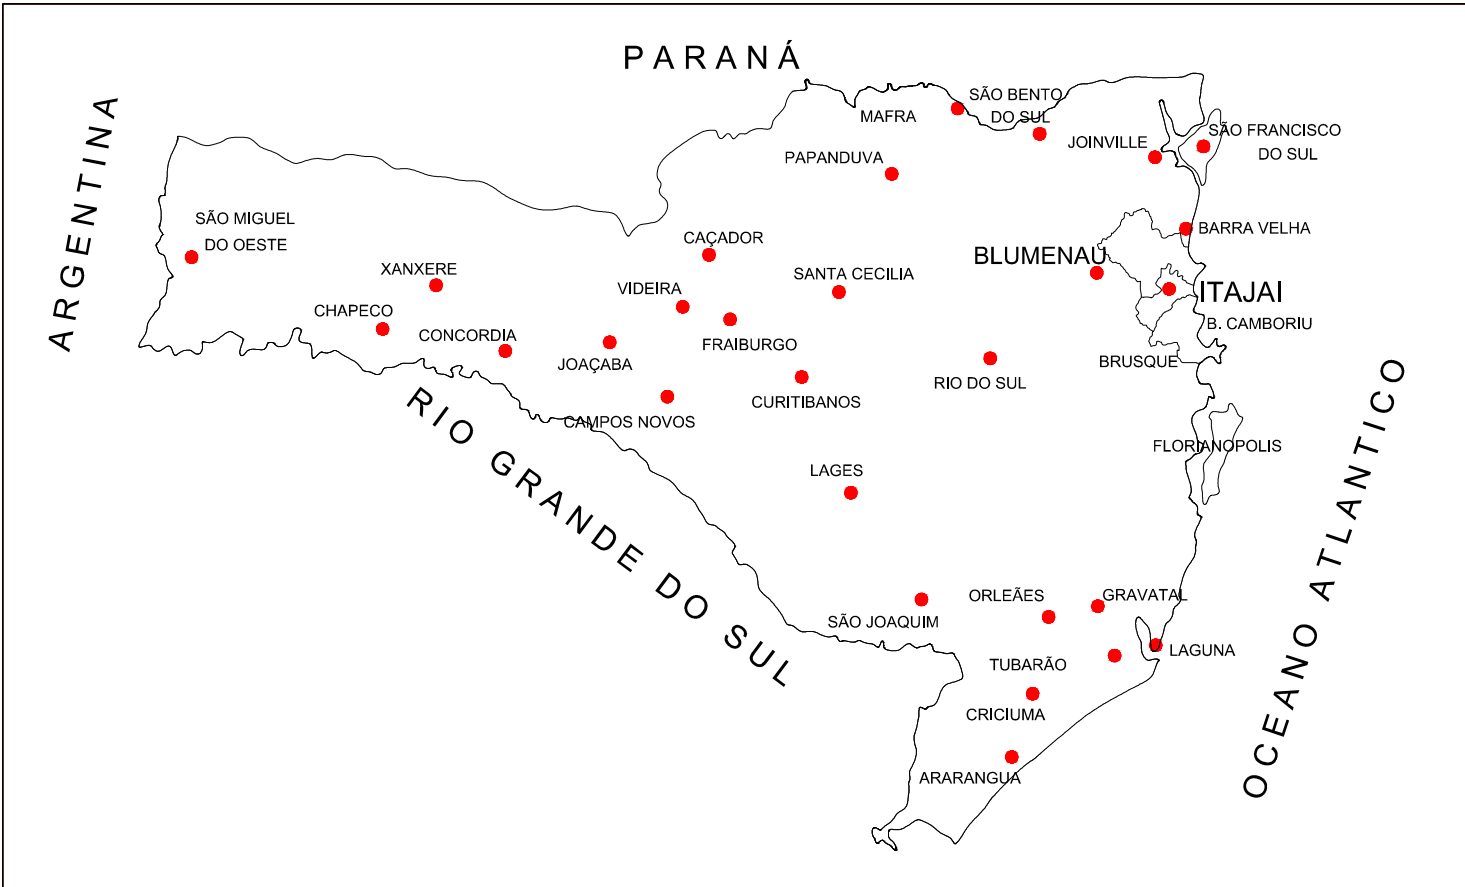 PARANÁ
SÃO BENTO
DO SUL
MAFRA
SÃO FRANCISCO
DO SUL
JOINVILLE
PAPANDUVA
ARGENTINA
SÃO MIGUEL
DO OESTE
BARRA VELHA
CAÇADOR
BLUMENAU
XANXERE
SANTA CECILIA
VIDEIRA
ITAJAI
CHAPECO
B. CAMBORIU
CONCORDIA
FRAIBURGO
JOAÇABA
BRUSQUE
RIO DO SUL
CURITIBANOS
CAMPOS NOVOS
FLORIANOPOLIS
LAGES
RIO GRANDE DO SUL
OCEANO ATLANTICO
ORLEÃES
GRAVATAL
SÃO JOAQUIM
LAGUNA
TUBARÃO
CRICIUMA
ARARANGUA